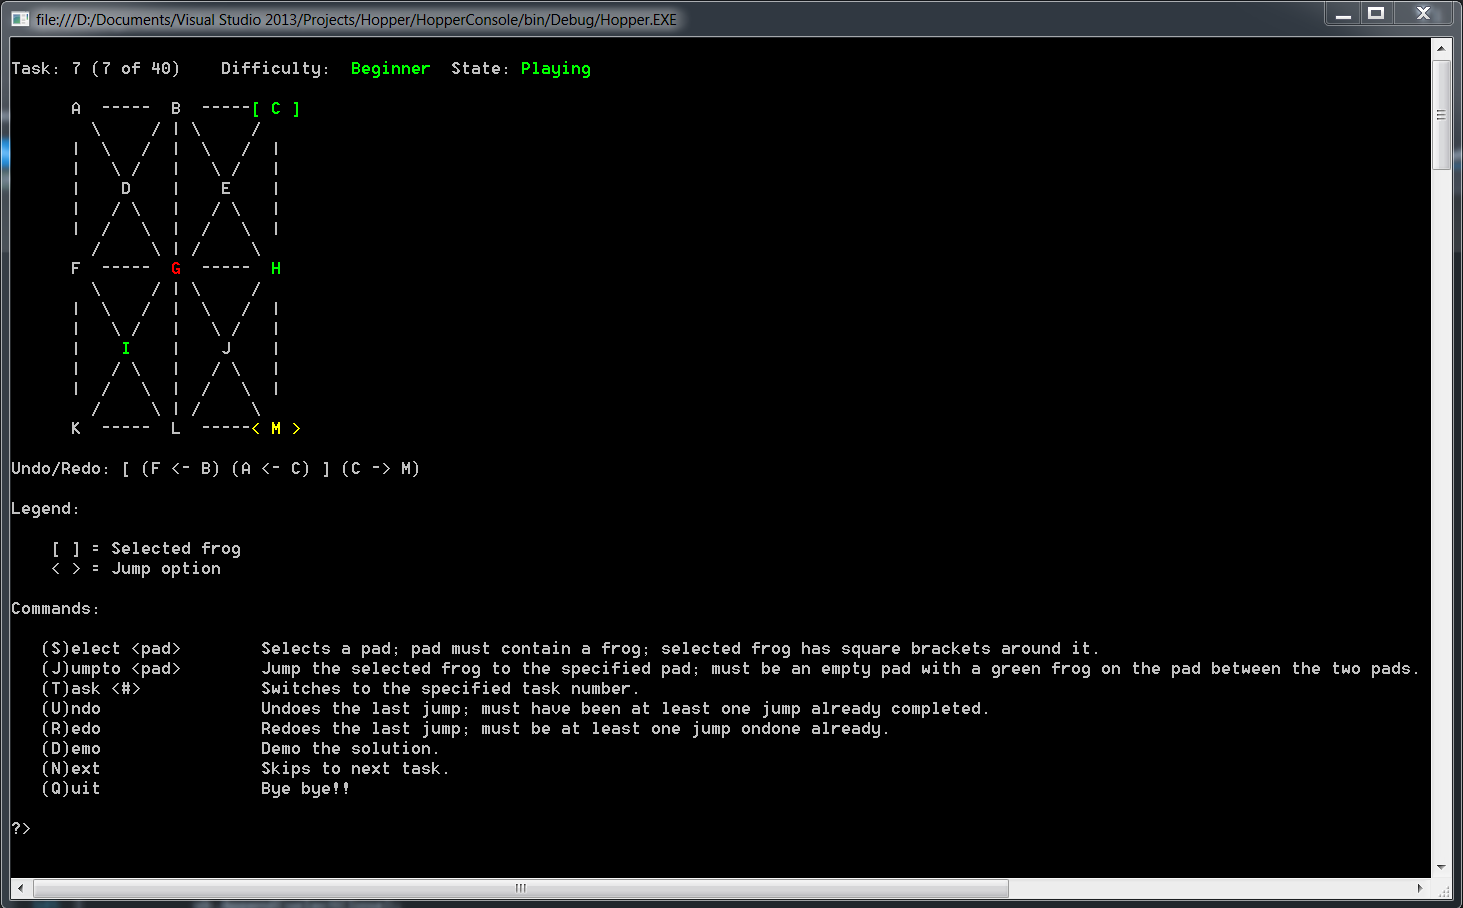 file:///D:/Documents/Visual Studio 2013/Projects/Hopper/HopperConsole/bin/Debug/Hopper.EXE
Task: 7 (7 of 40)    Difficulty:  Beginner  State: Playing
A  -----  B  -----[ C ]
D E
F  -----  G  -----  H
I J
K  -----  L  -----< M >
Undo/Redo: [ (F <- B) (A <- C) ] (C -> M)
Legend:
[ ] = Selected frog
< > = Jump option
Commands:
(S)elect <pad>        Selects a pad; pad must contain a frog; selected frog has square brackets around it.
(J)umpto <pad>        Jump the selected frog to the specified pad; must be an empty pad with a green frog on the pad between the two pads.
(T)ask <#>            Switches to the specified task number.
(U)ndo                Undoes the last jump; must have been at least one jump already completed.
(R)edo                Redoes the last jump; must be at least one jump ondone already.
(D)emo                Demo the solution.
(N)ext                Skips to next task.
(Q)uit                Bye bye!!
?>